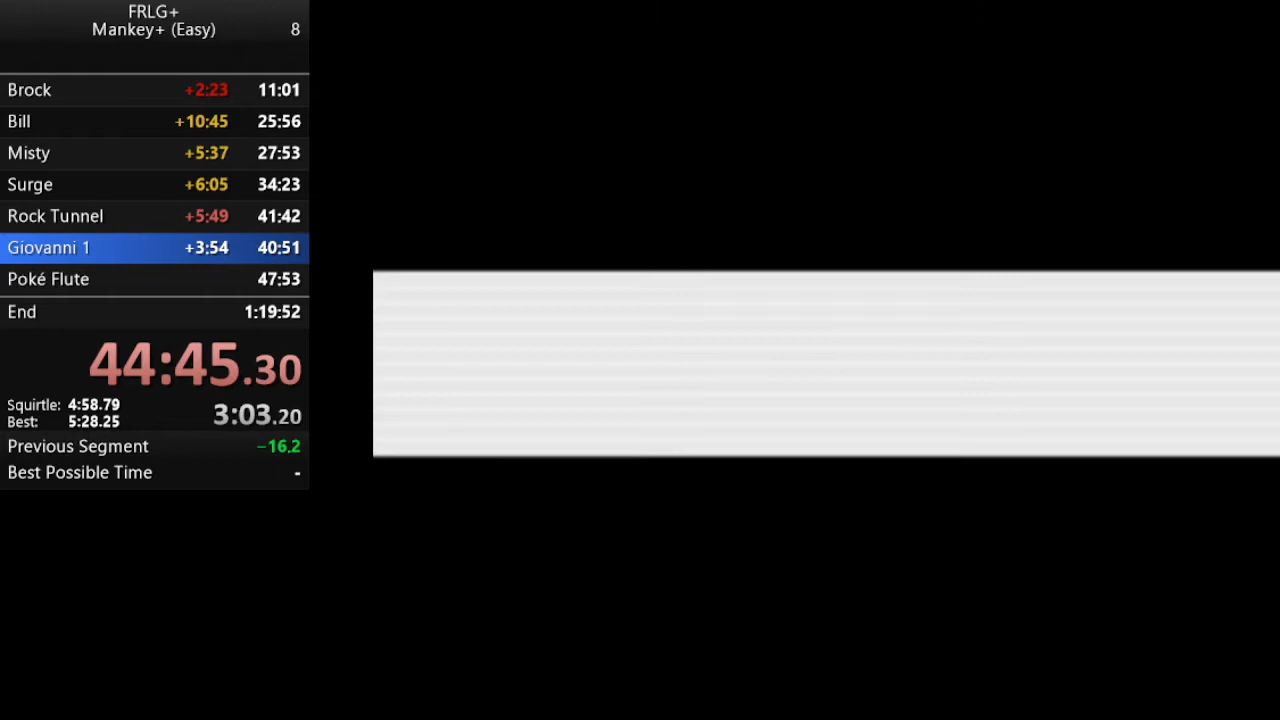 FRLG+
Mankey+ (Easy) 8
Brock +2:23 11:01
Bill +10:45 25:56
Misty +5:37 27:53
Surge +6:05 34:23
Rock Tunnel +5:49 41:42
Giovanni 1 +3:54 40:51
Poké Flute 47:53
End 1:19:52
44:45.30
Squirtle: 4:58.79
Best: 5:28.25 3:03.20
Previous Segment −16.2
Best Possible Time -